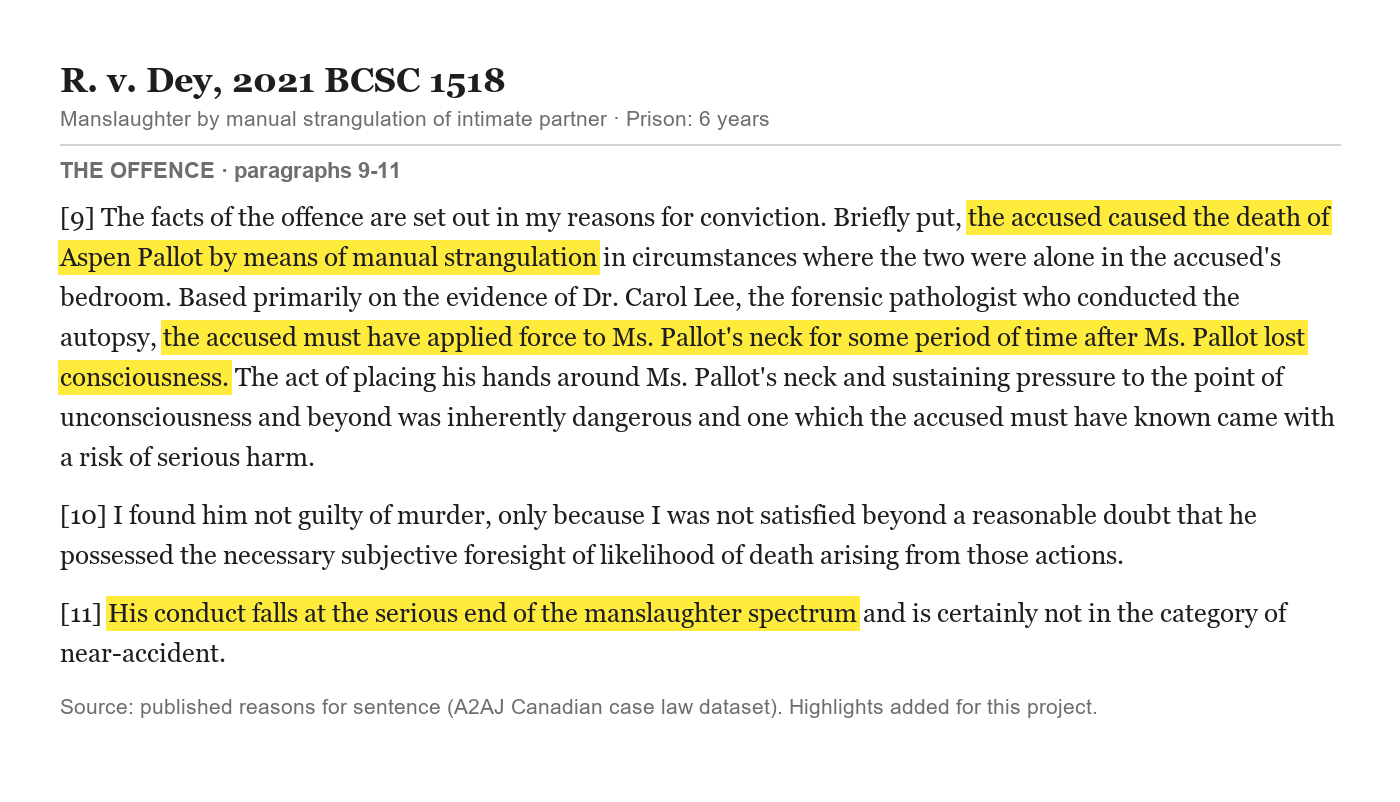 R. v. Dey, 2021 BCSC 1518
Manslaughter by manual strangulation of intimate partner · Prison: 6 years
THE OFFENCE · paragraphs 9-11
[9] The facts of the offence are set out in my reasons for conviction. Briefly put, the accused caused the death of
Aspen Pallot by means of manual strangulation in circumstances where the two were alone in the accused's
bedroom. Based primarily on the evidence of Dr. Carol Lee, the forensic pathologist who conducted the
autopsy, the accused must have applied force to Ms. Pallot's neck for some period of time after Ms. Pallot lost
consciousness. The act of placing his hands around Ms. Pallot's neck and sustaining pressure to the point of
unconsciousness and beyond was inherently dangerous and one which the accused must have known came with
a risk of serious harm.
[10] I found him not guilty of murder, only because I was not satisfied beyond a reasonable doubt that he
possessed the necessary subjective foresight of likelihood of death arising from those actions.
[11] His conduct falls at the serious end of the manslaughter spectrum and is certainly not in the category of
near-accident.
Source: published reasons for sentence (A2AJ Canadian case law dataset). Highlights added for this project.